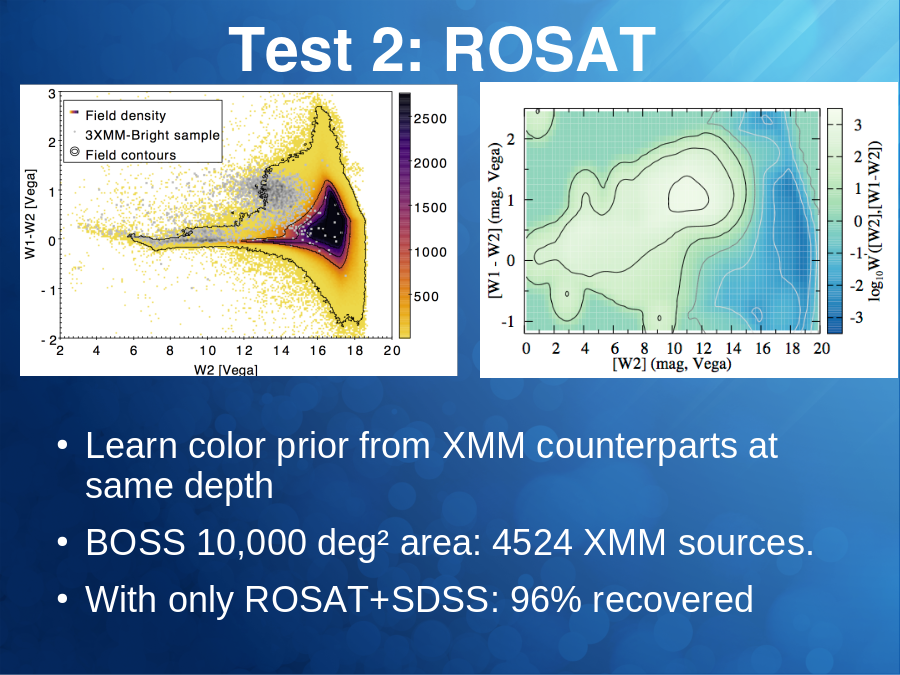 Test 2: ROSAT
Field density
3XMM-Bright sample
Field contours
W1-W2 [Vega]
3
2
1
0
- 1
- 2
2 4 6 8 10 12 14 16 18 20
W2 [Vega]
2500
2000
1500
1000
500
[W1 - W2] (mag, Vega)
2
1
0
-1
0 2 4 6 8 10 12 14 16 18 20
[W2] (mag, Vega)
3
2
1
0
-1
-2
-3
log₁₀W([W2],[W1-W2])
• Learn color prior from XMM counterparts at
same depth
• BOSS 10,000 deg² area: 4524 XMM sources.
• With only ROSAT+SDSS: 96% recovered